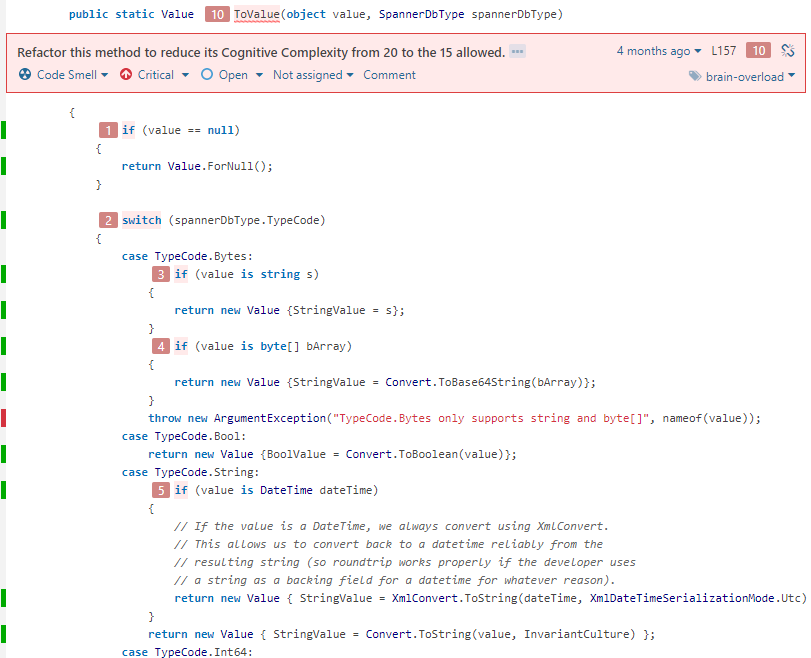 public static Value 10 ToValue(object value, SpannerDbType spannerDbType)
Refactor this method to reduce its Cognitive Complexity from 20 to the 15 allowed. 4 months ago L157 10
Code Smell Critical Open Not assigned Comment brain-overload
{
1 if (value == null)
{
return Value.ForNull();
}
2 switch (spannerDbType.TypeCode)
{
case TypeCode.Bytes:
3 if (value is string s)
{
return new Value {StringValue = s};
}
4 if (value is byte[] bArray)
{
return new Value {StringValue = Convert.ToBase64String(bArray)};
}
throw new ArgumentException("TypeCode.Bytes only supports string and byte[]", nameof(value));
case TypeCode.Bool:
return new Value {BoolValue = Convert.ToBoolean(value)};
case TypeCode.String:
5 if (value is DateTime dateTime)
{
// If the value is a DateTime, we always convert using XmlConvert.
// This allows us to convert back to a datetime reliably from the
// resulting string (so roundtrip works properly if the developer uses
// a string as a backing field for a datetime for whatever reason).
return new Value { StringValue = XmlConvert.ToString(dateTime, XmlDateTimeSerializationMode.Utc)
}
return new Value { StringValue = Convert.ToString(value, InvariantCulture) };
case TypeCode.Int64: